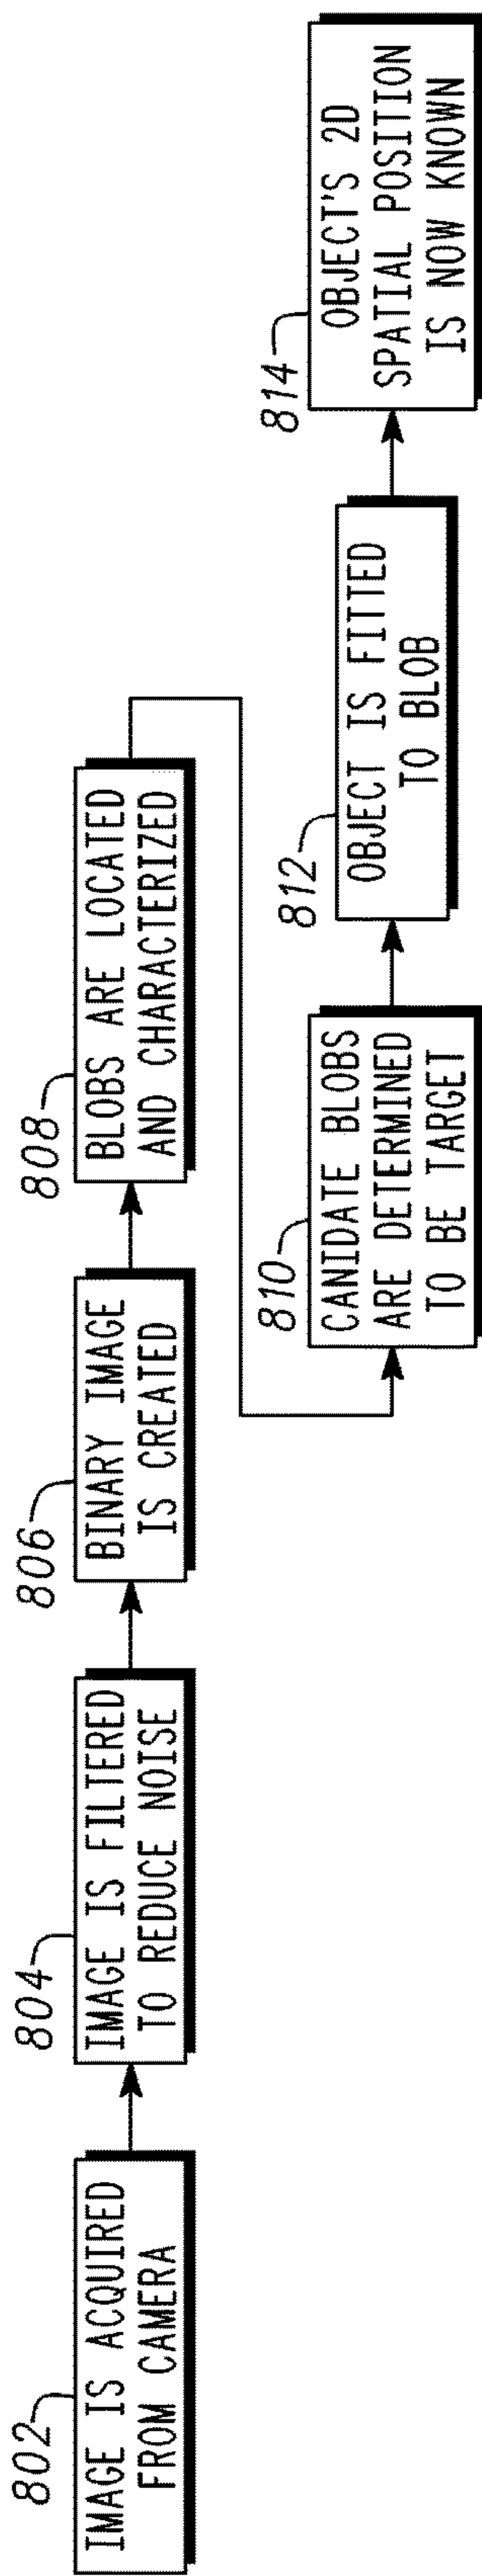 802
IMAGE IS ACQUIRED
FROM CAMERA
804
IMAGE IS FILTERED
TO REDUCE NOISE
806
BINARY IMAGE
IS CREATED
808
BLOBS ARE LOCATED
AND CHARACTERIZED
810
CANIDATE BLOBS
ARE DETERMINED
TO BE TARGET
812
OBJECT IS FITTED
TO BLOB
814
OBJECT'S 2D
SPATIAL POSITION
IS NOW KNOWN